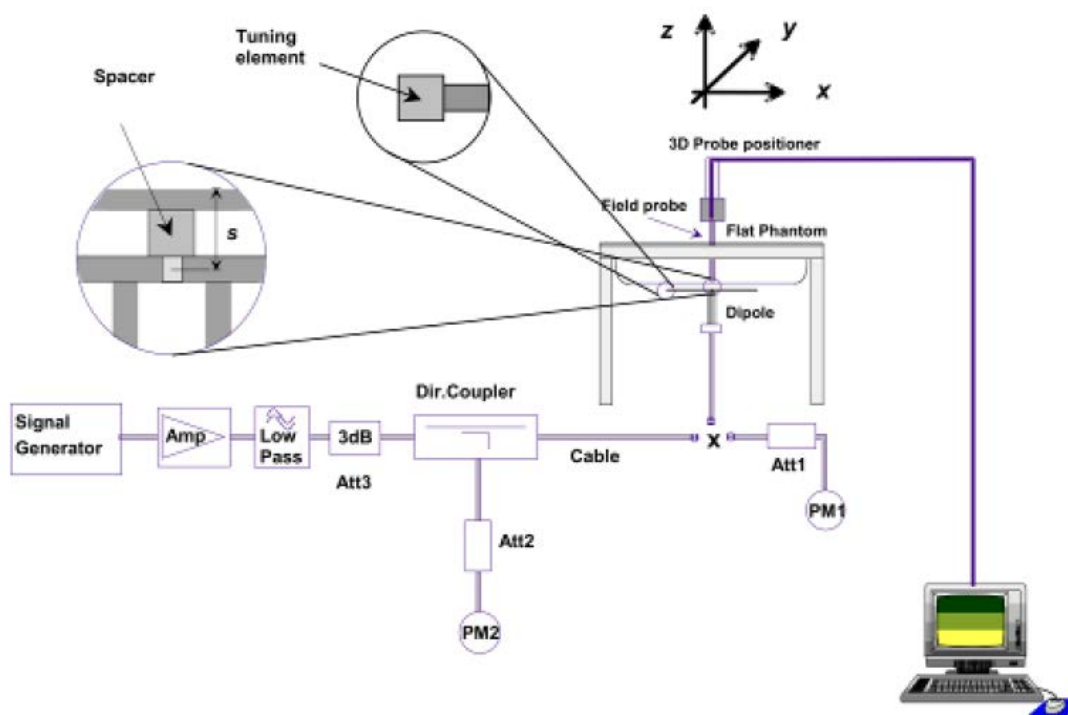 Tuning
element
Spacer
z
y
x
3D Probe positioner
s
Field probe
Flat Phantom
Dipole
Dir.Coupler
Signal
Generator
Amp
Low
Pass
3dB
Att3
Cable
x
Att1
PM1
Att2
PM2